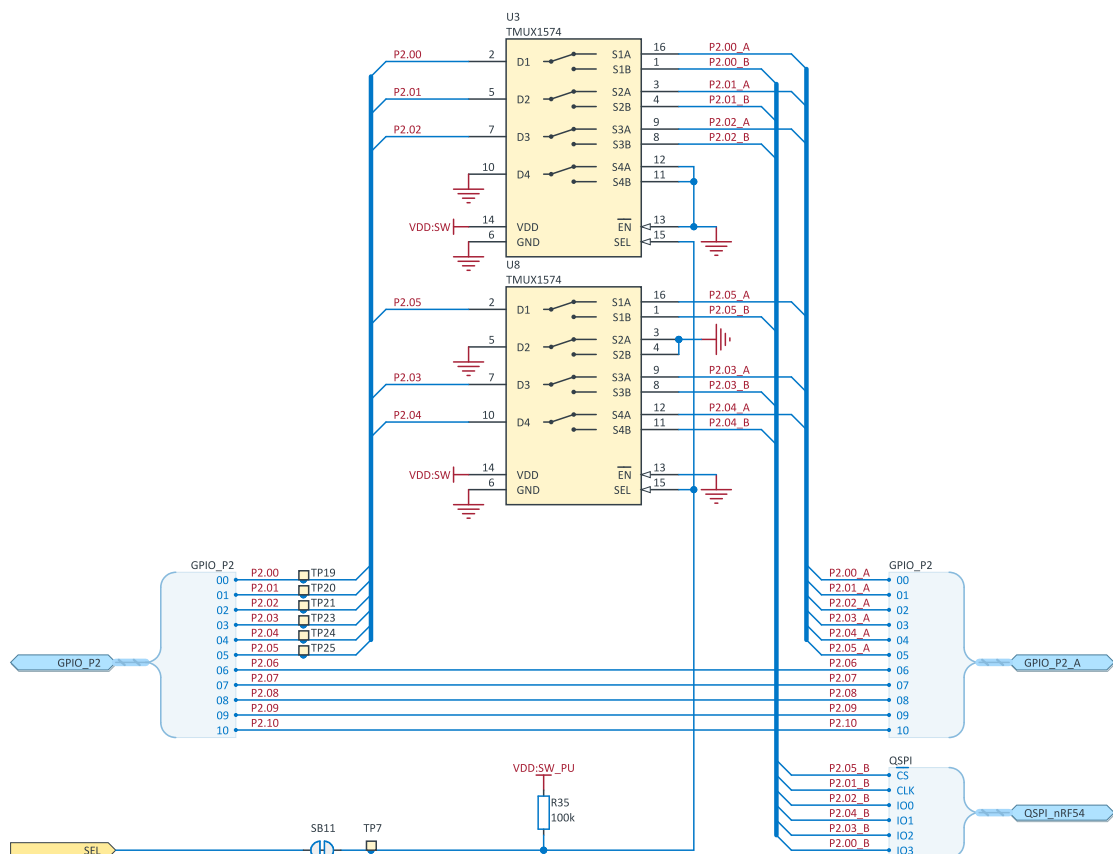 U3
TMUX1574
P2.00 2 D1 S1A 16 P2.00_A
S1B 1 P2.00_B
P2.01 5 D2 S2A 3 P2.01_A
S2B 4 P2.01_B
P2.02 7 D3 S3A 9 P2.02_A
S3B 8 P2.02_B
10 D4 S4A 12
S4B 11
VDD:SW 14 VDD EN 13
6 GND SEL 15
U8
TMUX1574
P2.05 2 D1 S1A 16 P2.05_A
S1B 1 P2.05_B
5 D2 S2A 3
S2B 4
P2.03 7 D3 S3A 9 P2.03_A
S3B 8 P2.03_B
P2.04 10 D4 S4A 12 P2.04_A
S4B 11 P2.04_B
VDD:SW 14 VDD EN 13
6 GND SEL 15
GPIO_P2 GPIO_P2
00 P2.00 TP19 P2.00_A 00
01 P2.01 TP20 P2.01_A 01
02 P2.02 TP21 P2.02_A 02
03 P2.03 TP23 P2.03_A 03
04 P2.04 TP24 P2.04_A 04
05 P2.05 TP25 P2.05_A 05
GPIO_P2 GPIO_P2_A
06 P2.06 P2.06 06
07 P2.07 P2.07 07
08 P2.08 P2.08 08
09 P2.09 P2.09 09
10 P2.10 P2.10 10
VDD:SW_PU QSPI
P2.05_B CS
P2.01_B CLK
R35 P2.02_B IO0
100k P2.04_B IO1
QSPI_nRF54
P2.03_B IO2
SEL SB11 TP7 P2.00_B IO3